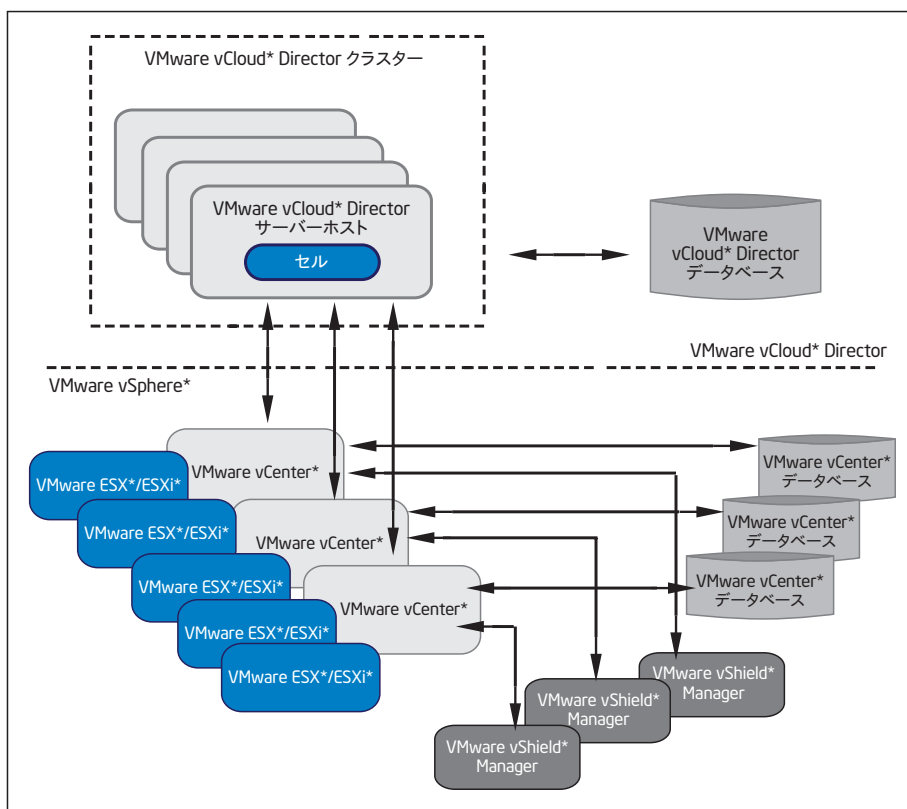 VMware vCloud* Director クラスター
VMware vCloud* Director
サーバーホスト
セル
VMware
vCloud* Director
データベース
VMware vCloud* Director
VMware vSphere*
VMware vCenter*
VMware ESX*/ESXi*
VMware vCenter*
データベース
VMware ESX*/ESXi*
VMware vCenter*
VMware vCenter*
データベース
VMware ESX*/ESXi*
VMware vCenter*
VMware vCenter*
データベース
VMware ESX*/ESXi*
VMware ESX*/ESXi*
VMware vShield*
Manager
VMware vShield*
Manager
VMware vShield*
Manager